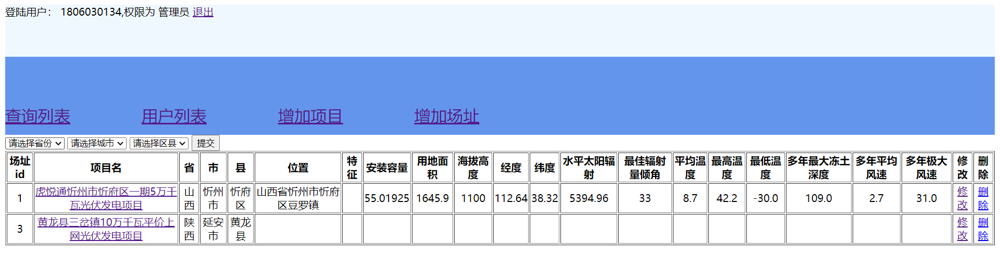 登陆用户： 1806030134,权限为 管理员 退出
查询列表 用户列表 增加项目 增加场址
请选择省份 请选择城市 请选择区县 提交
场址id 项目名 省 市 县 位置 特征 安装容量 用地面积 海拔高度 经度 纬度 水平太阳辐射 最佳辐射量倾角 平均温度 最高温度 最低温度 多年最大冻土深度 多年平均风速 多年极大风速 修改 删除
1 虎悦通忻州市忻府区一期5万千瓦光伏发电项目 山西 忻州市 忻府区 山西省忻州市忻府区豆罗镇 55.01925 1645.9 1100 112.64 38.32 5394.96 33 8.7 42.2 -30.0 109.0 2.7 31.0 修改 删除
3 黄龙县三岔镇10万千瓦平价上网光伏发电项目 陕西 延安市 黄龙县 修改 删除